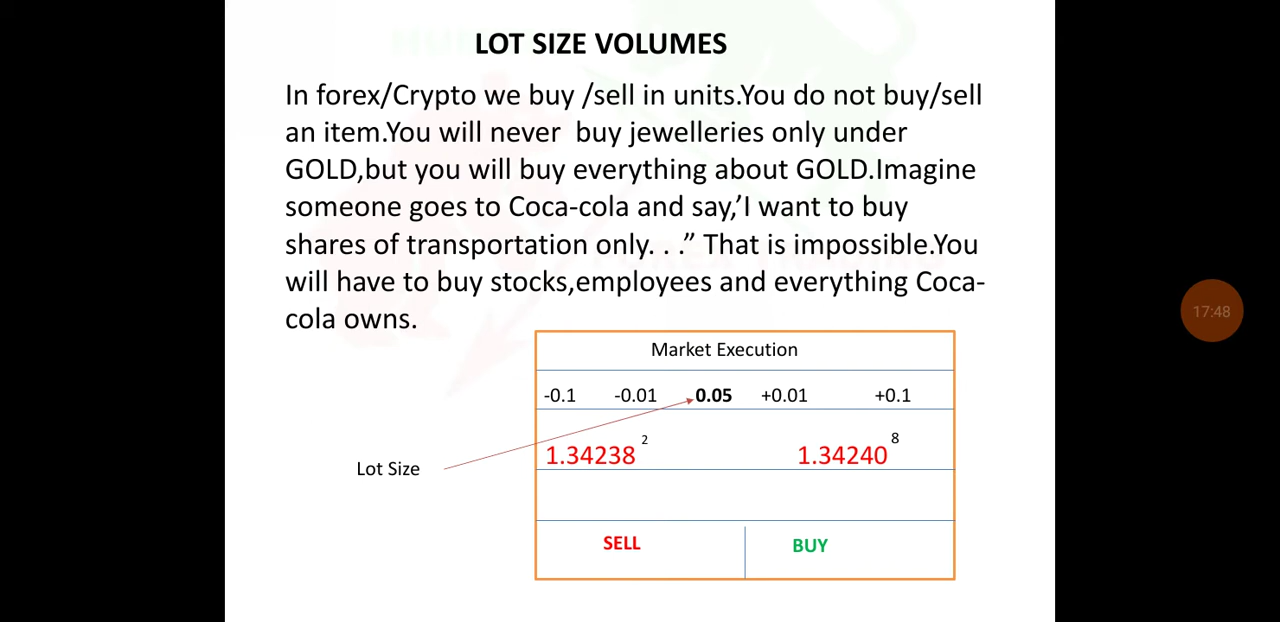 LOT SIZE VOLUMES
In forex/Crypto we buy /sell in units.You do not buy/sell
an item.You will never buy jewelleries only under
GOLD,but you will buy everything about GOLD.Imagine
someone goes to Coca-cola and say,'I want to buy
shares of transportation only. . .” That is impossible.You
will have to buy stocks,employees and everything Coca-
cola owns.
Market Execution
-0.1 -0.01 0.05 +0.01 +0.1
1.34238 2 1.34240 8
Lot Size
SELL BUY
17:48